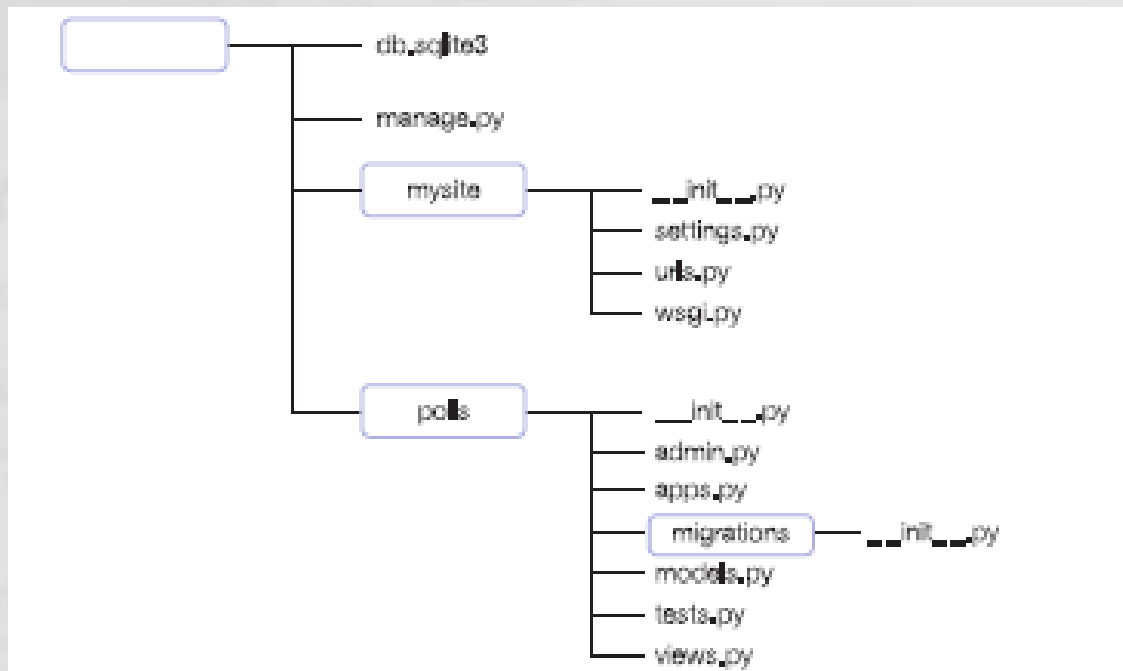 db.sqlite3
manage.py
mysite
__init__.py
settings.py
urls.py
wsgi.py
polls
__init__.py
admin.py
apps.py
migrations
__init__.py
models.py
tests.py
views.py